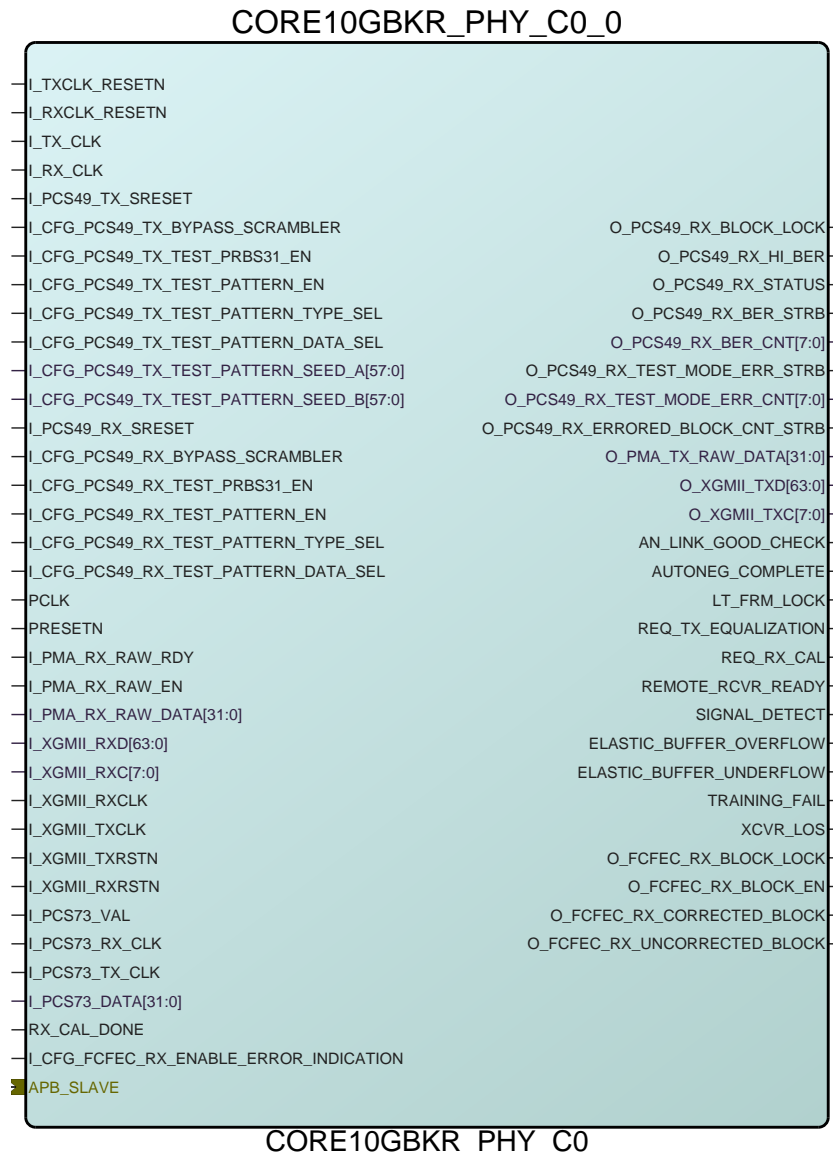 CORE10GBKR_PHY_C0_0
I_TXCLK_RESETN
I_RXCLK_RESETN
I_TX_CLK
I_RX_CLK
I_PCS49_TX_SRESET
I_CFG_PCS49_TX_BYPASS_SCRAMBLER O_PCS49_RX_BLOCK_LOCK
I_CFG_PCS49_TX_TEST_PRBS31_EN O_PCS49_RX_HI_BER
I_CFG_PCS49_TX_TEST_PATTERN_EN O_PCS49_RX_STATUS
I_CFG_PCS49_TX_TEST_PATTERN_TYPE_SEL O_PCS49_RX_BER_STRB
I_CFG_PCS49_TX_TEST_PATTERN_DATA_SEL O_PCS49_RX_BER_CNT[7:0]
I_CFG_PCS49_TX_TEST_PATTERN_SEED_A[57:0] O_PCS49_RX_TEST_MODE_ERR_STRB
I_CFG_PCS49_TX_TEST_PATTERN_SEED_B[57:0] O_PCS49_RX_TEST_MODE_ERR_CNT[7:0]
I_PCS49_RX_SRESET O_PCS49_RX_ERRORED_BLOCK_CNT_STRB
I_CFG_PCS49_RX_BYPASS_SCRAMBLER O_PMA_TX_RAW_DATA[31:0]
I_CFG_PCS49_RX_TEST_PRBS31_EN O_XGMII_TXD[63:0]
I_CFG_PCS49_RX_TEST_PATTERN_EN O_XGMII_TXC[7:0]
I_CFG_PCS49_RX_TEST_PATTERN_TYPE_SEL AN_LINK_GOOD_CHECK
I_CFG_PCS49_RX_TEST_PATTERN_DATA_SEL AUTONEG_COMPLETE
PCLK LT_FRM_LOCK
PRESETN REQ_TX_EQUALIZATION
I_PMA_RX_RAW_RDY REQ_RX_CAL
I_PMA_RX_RAW_EN REMOTE_RCVR_READY
I_PMA_RX_RAW_DATA[31:0] SIGNAL_DETECT
I_XGMII_RXD[63:0] ELASTIC_BUFFER_OVERFLOW
I_XGMII_RXC[7:0] ELASTIC_BUFFER_UNDERFLOW
I_XGMII_RXCLK TRAINING_FAIL
I_XGMII_TXCLK XCVR_LOS
I_XGMII_TXRSTN O_FCFEC_RX_BLOCK_LOCK
I_XGMII_RXRSTN O_FCFEC_RX_BLOCK_EN
I_PCS73_VAL O_FCFEC_RX_CORRECTED_BLOCK
I_PCS73_RX_CLK O_FCFEC_RX_UNCORRECTED_BLOCK
I_PCS73_TX_CLK
I_PCS73_DATA[31:0]
RX_CAL_DONE
I_CFG_FCFEC_RX_ENABLE_ERROR_INDICATION
APB_SLAVE
CORE10GBKR_PHY_C0